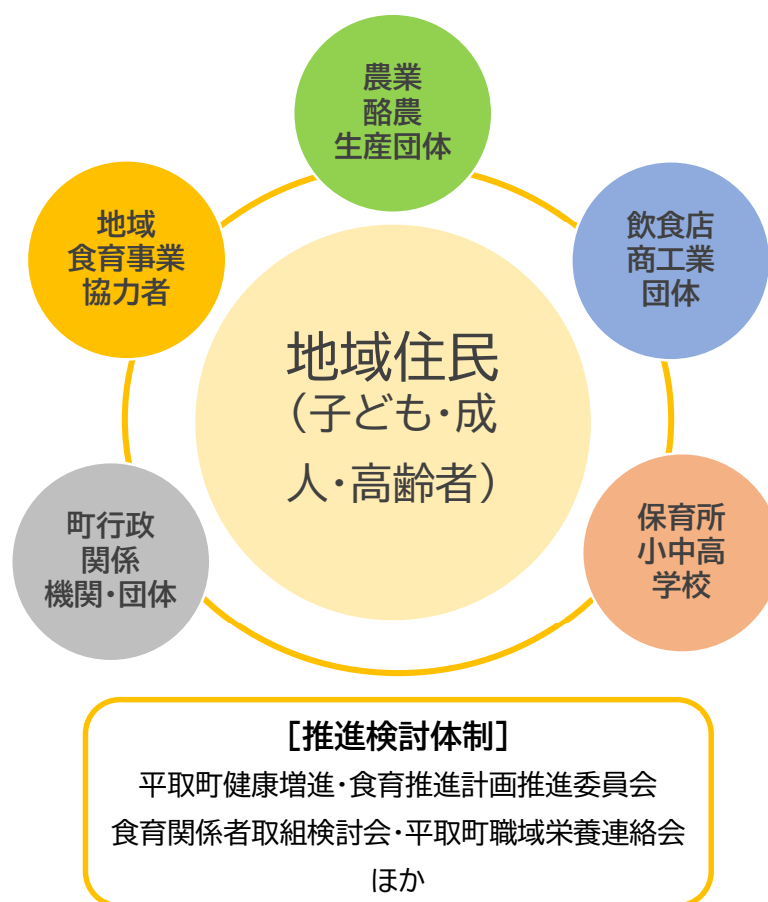 農業
酪農
生産団体
地域
食育事業
協力者
飲食店
商工業
団体
地域住民
（子ども・成
人・高齢者）
町行政
関係
機関・団体
保育所
小中高
学校
［推進検討体制］
平取町健康増進・食育推進計画推進委員会
食育関係者取組検討会・平取町職域栄養連絡会
ほか